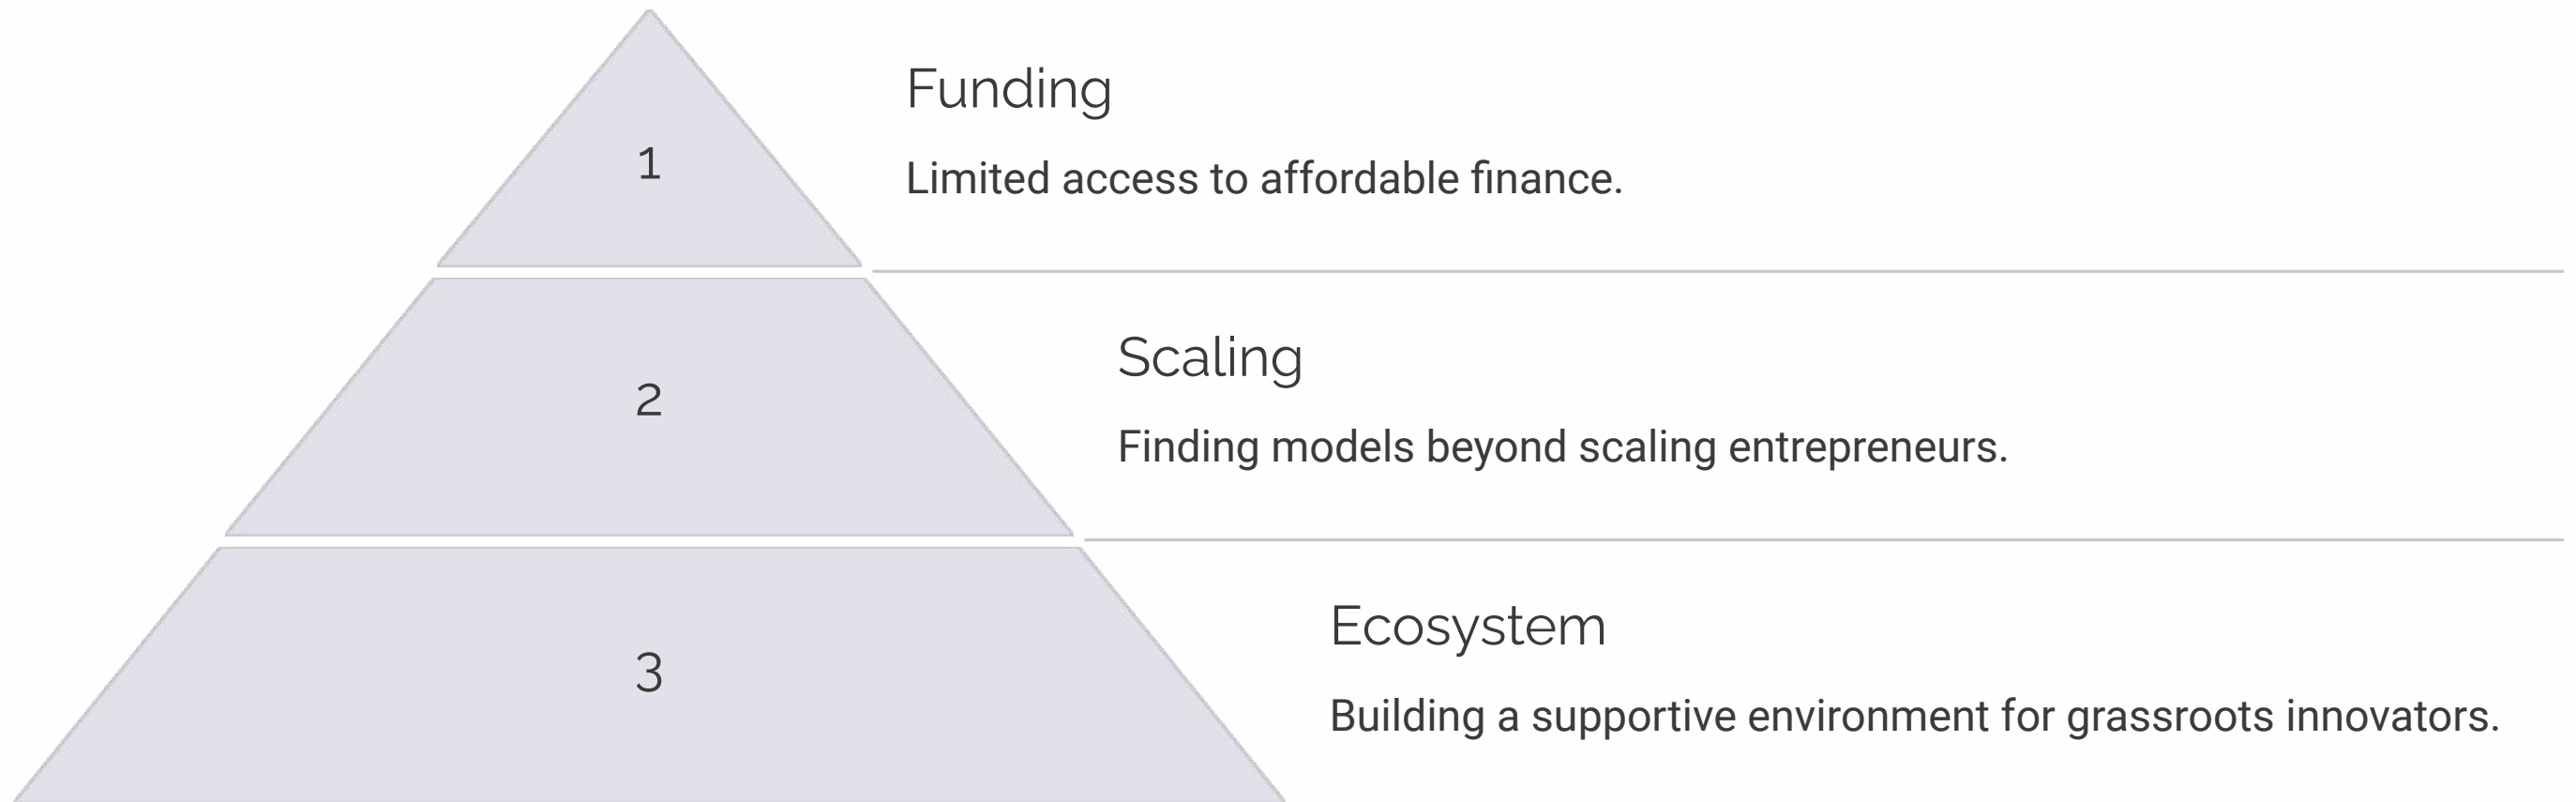 1
Funding
Limited access to affordable finance.
2
Scaling
Finding models beyond scaling entrepreneurs.
3
Ecosystem
Building a supportive environment for grassroots innovators.